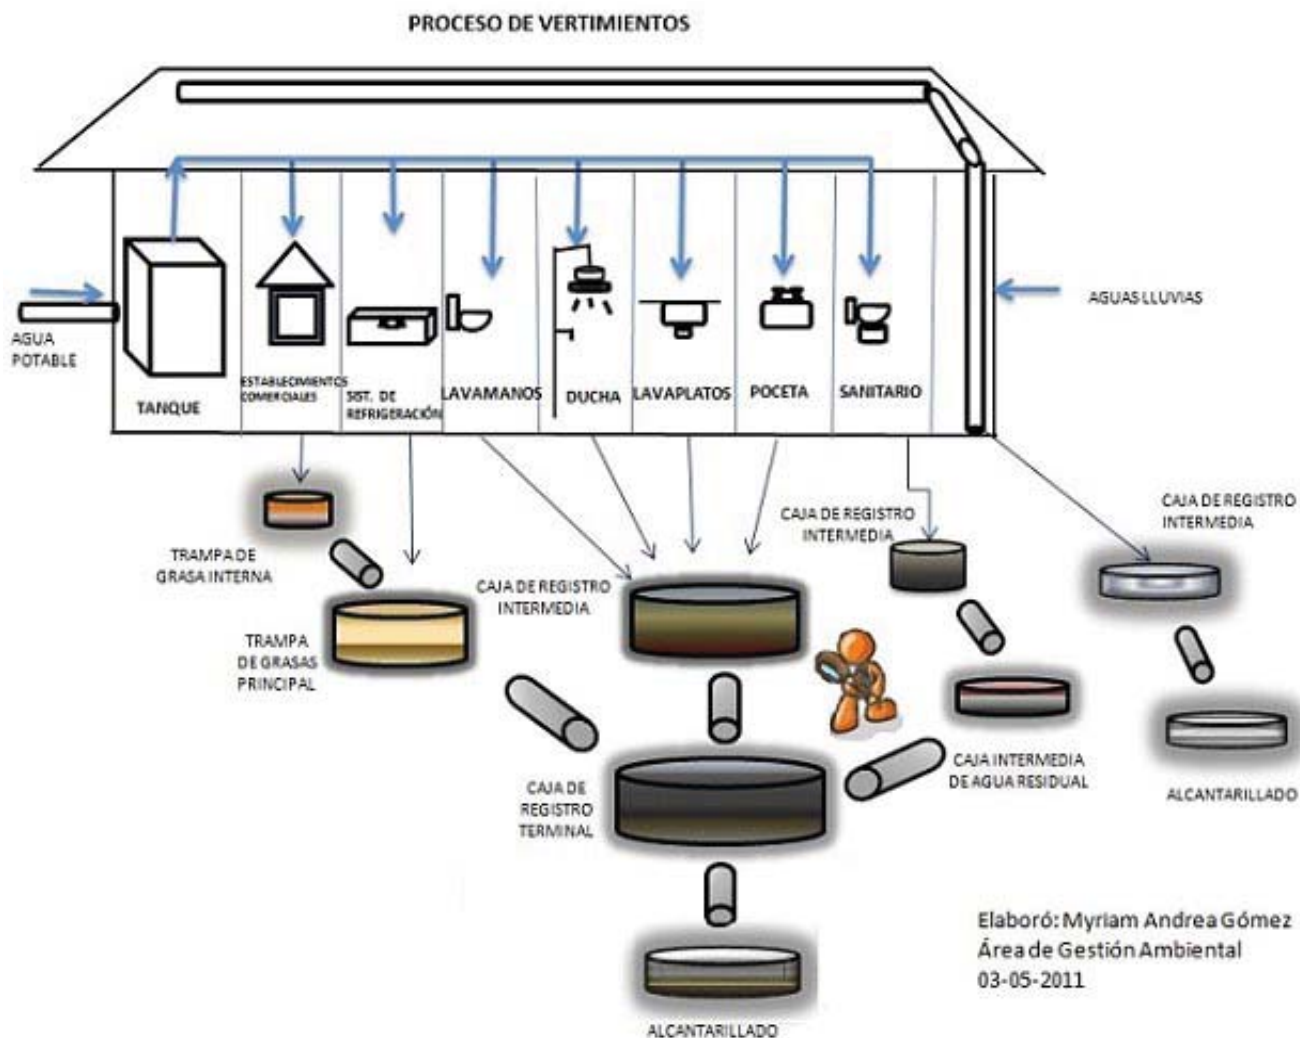 PROCESO DE VERTIMIENTOS
AGUA
POTABLE
TANQUE
ESTABLECIMIENTOS
COMERCIALES
SIST. DE
REFRIGERACIÓN
LAVAMANOS
DUCHA
LAVAPLATOS
POCETA
SANITARIO
AGUAS LLUVIAS
TRAMPA DE
GRASA INTERNA
TRAMPA
DE GRASAS
PRINCIPAL
CAJA DE REGISTRO
INTERMEDIA
CAJA DE REGISTRO
INTERMEDIA
CAJA DE REGISTRO
INTERMEDIA
CAJA DE
REGISTRO
TERMINAL
CAJA INTERMEDIA
DE AGUA RESIDUAL
ALCANTARILLADO
ALCANTARILLADO
Elaboró: Myriam Andrea Gómez
Área de Gestión Ambiental
03-05-2011